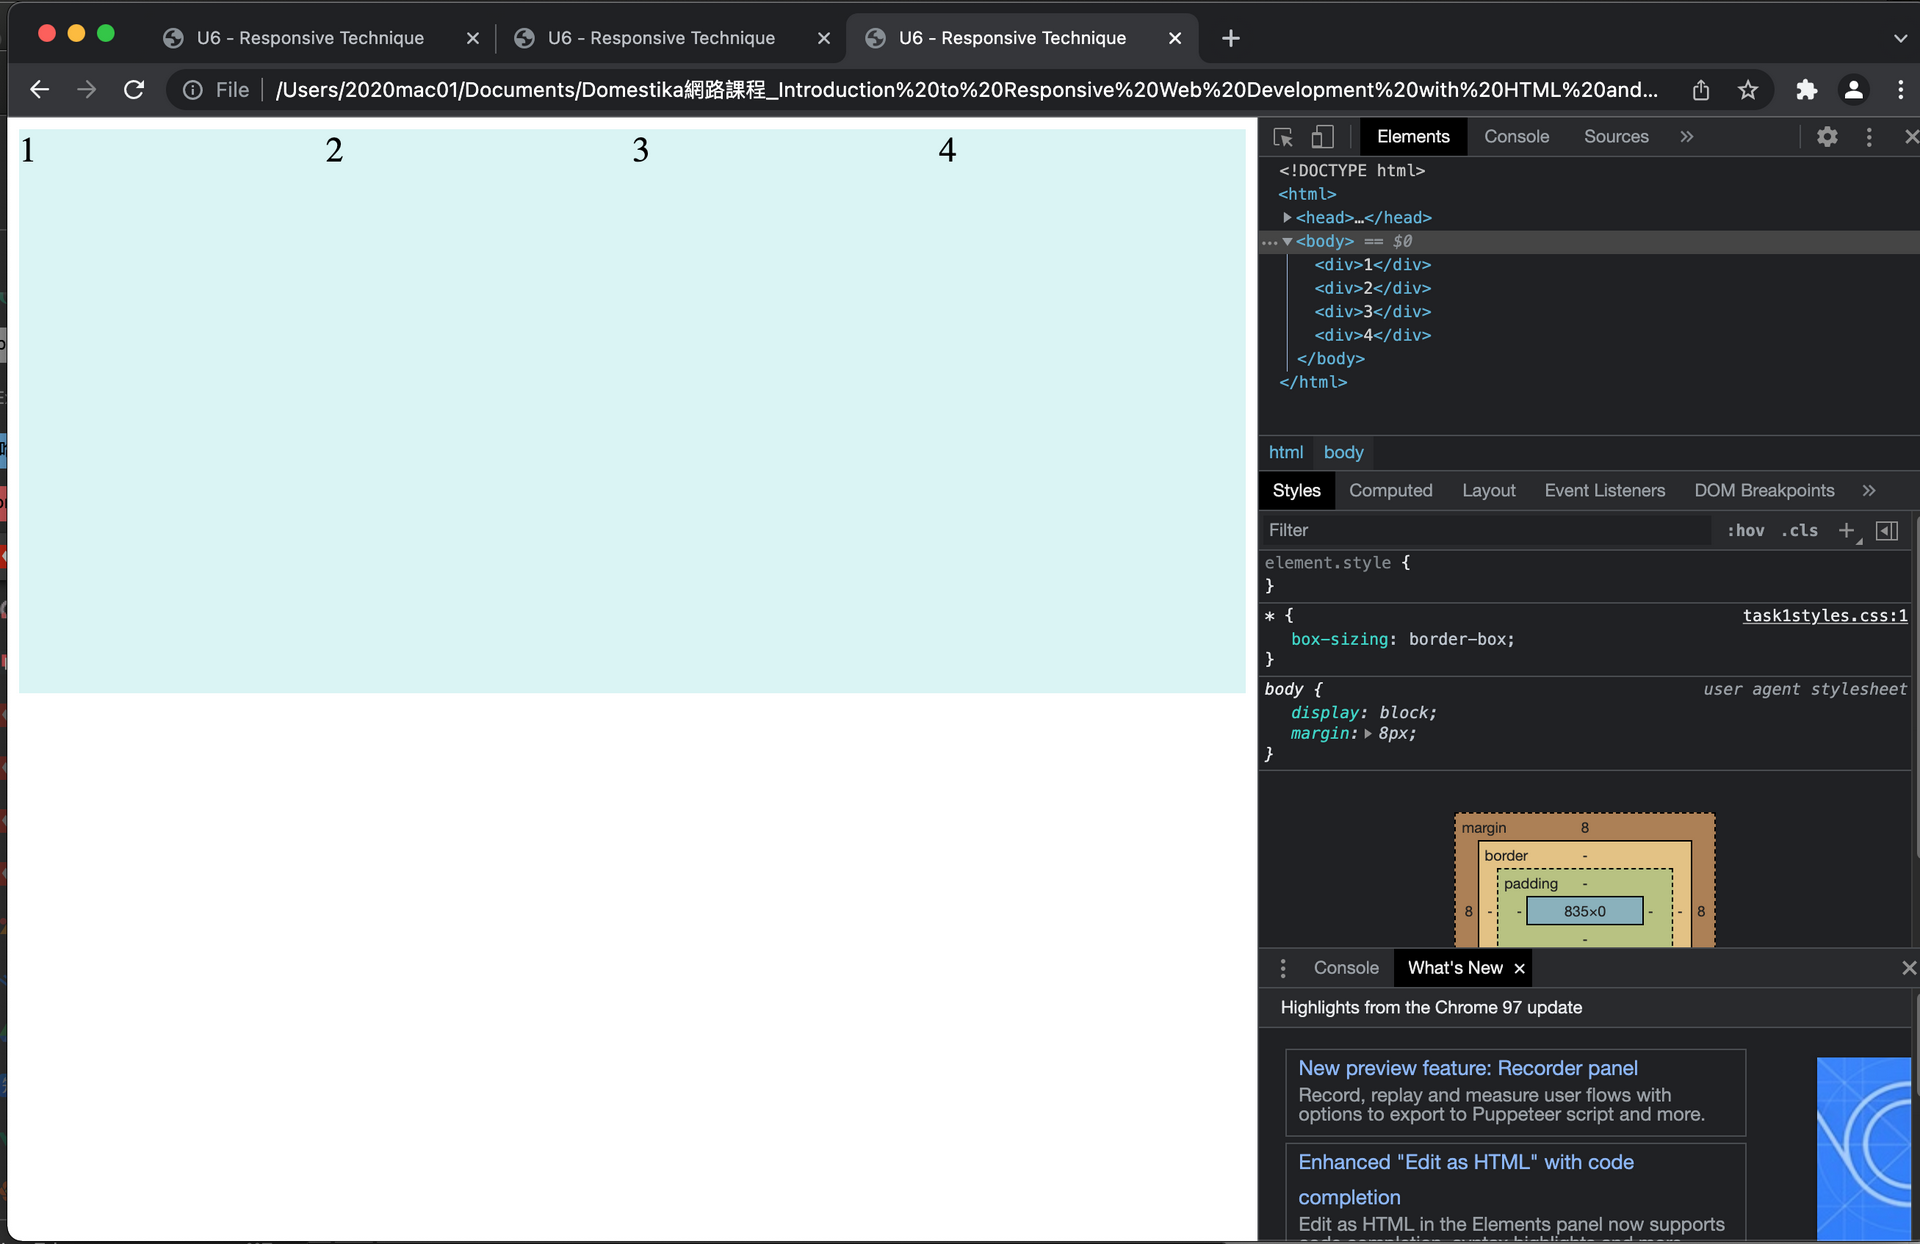 U6 - Responsive Technique
U6 - Responsive Technique
U6 - Responsive Technique
File
/Users/2020mac01/Documents/Domestika網路課程_Introduction%20to%20Responsive%20Web%20Development%20with%20HTML%20and...
1 2 3 4
Elements Console Sources »
<!DOCTYPE html>
<html>
<head>…</head>
<body> == $0
<div>1</div>
<div>2</div>
<div>3</div>
<div>4</div>
</body>
</html>
html body
Styles Computed Layout Event Listeners DOM Breakpoints »
Filter :hov .cls +
element.style {
}
* { task1styles.css:1
box-sizing: border-box;
}
body { user agent stylesheet
display: block;
margin: 8px;
}
margin 8
border -
padding -
8 - - 835×0 - - 8
-
Console What's New
Highlights from the Chrome 97 update
New preview feature: Recorder panel
Record, replay and measure user flows with
options to export to Puppeteer script and more.
Enhanced "Edit as HTML" with code
completion
Edit as HTML in the Elements panel now supports